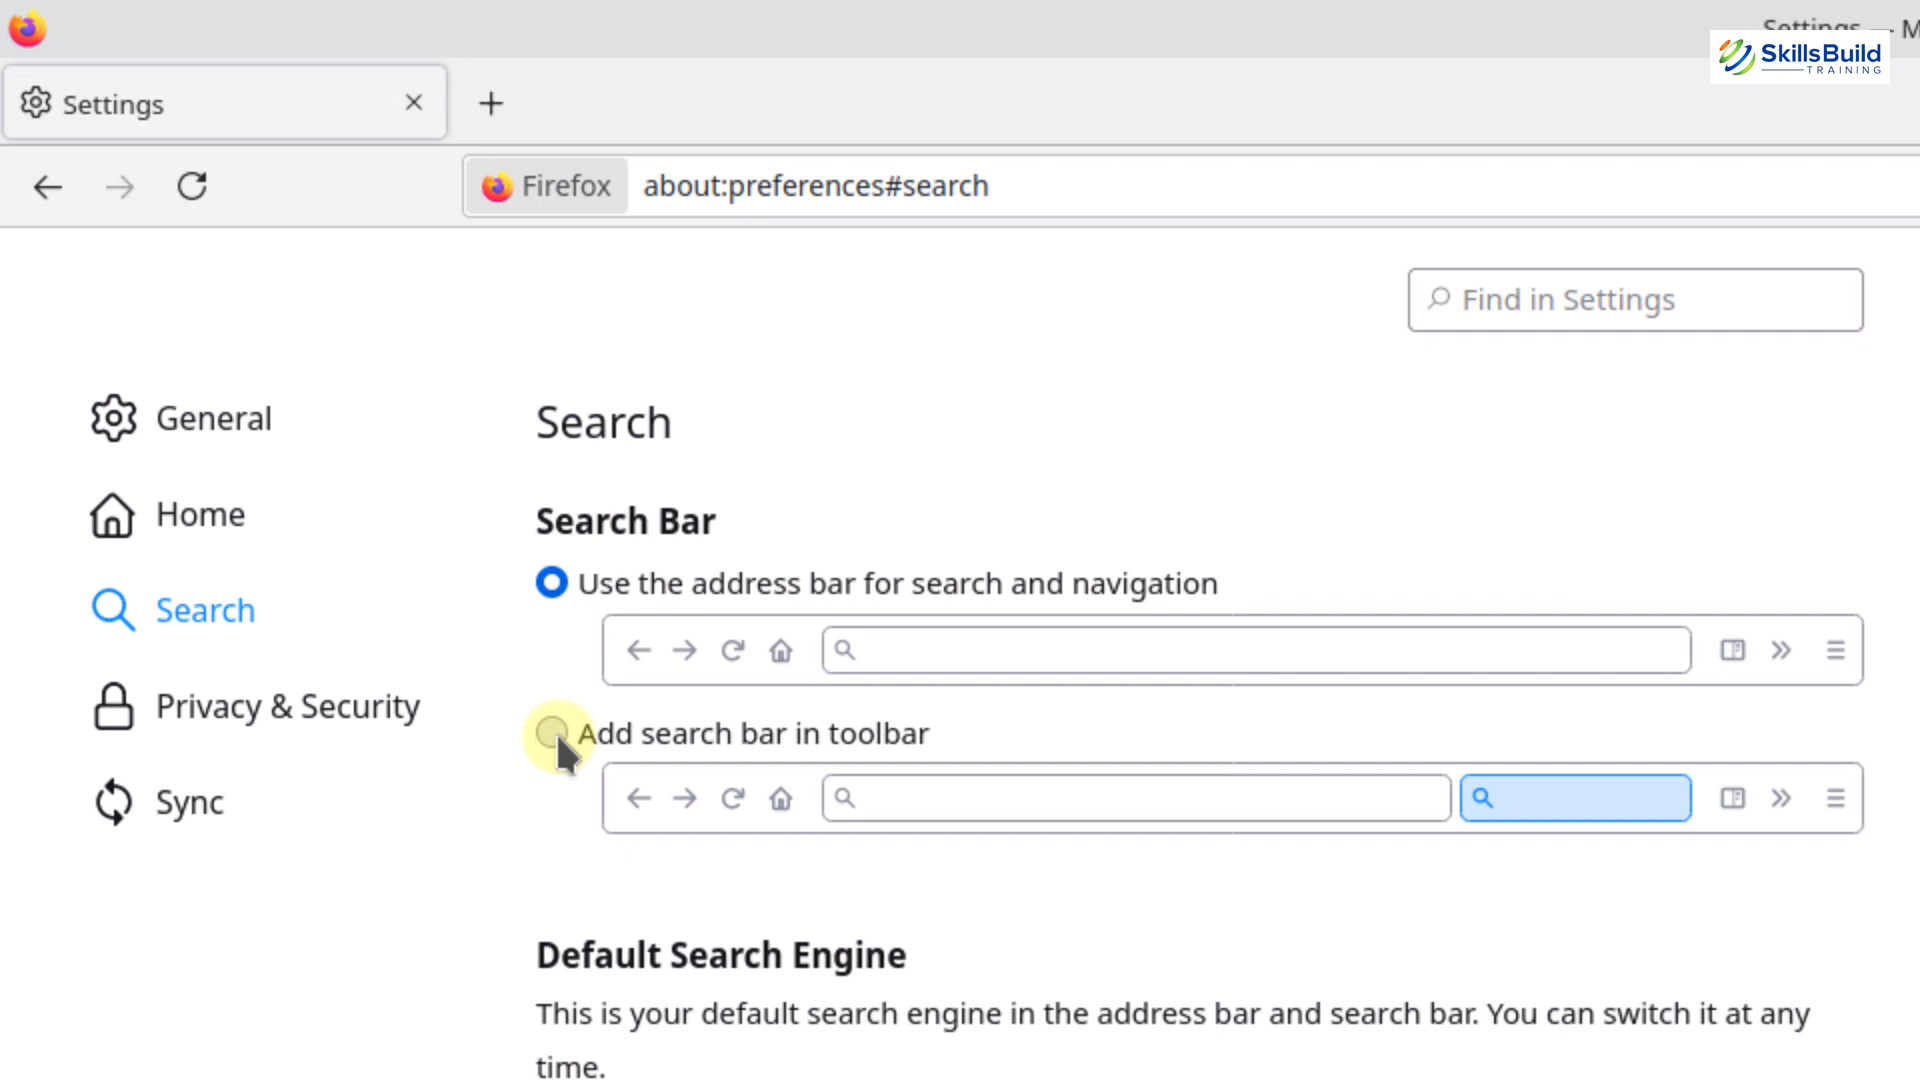 Settings — M
SkillsBuild
TRAINING
Settings
Firefox
about:preferences#search
Find in Settings
General
Home
Search
Privacy & Security
Sync
Search
Search Bar
Use the address bar for search and navigation
Add search bar in toolbar
Default Search Engine
This is your default search engine in the address bar and search bar. You can switch it at any
time.